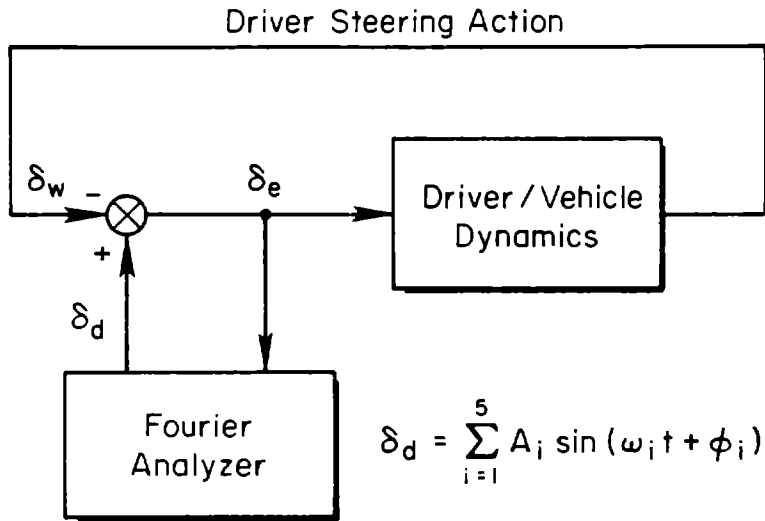 Driver Steering Action
δw
-
δe
Driver/Vehicle
Dynamics
+
δd
Fourier
Analyzer
δd = ∑_{i=1}^{5} Ai sin (ωi t + ϕi)